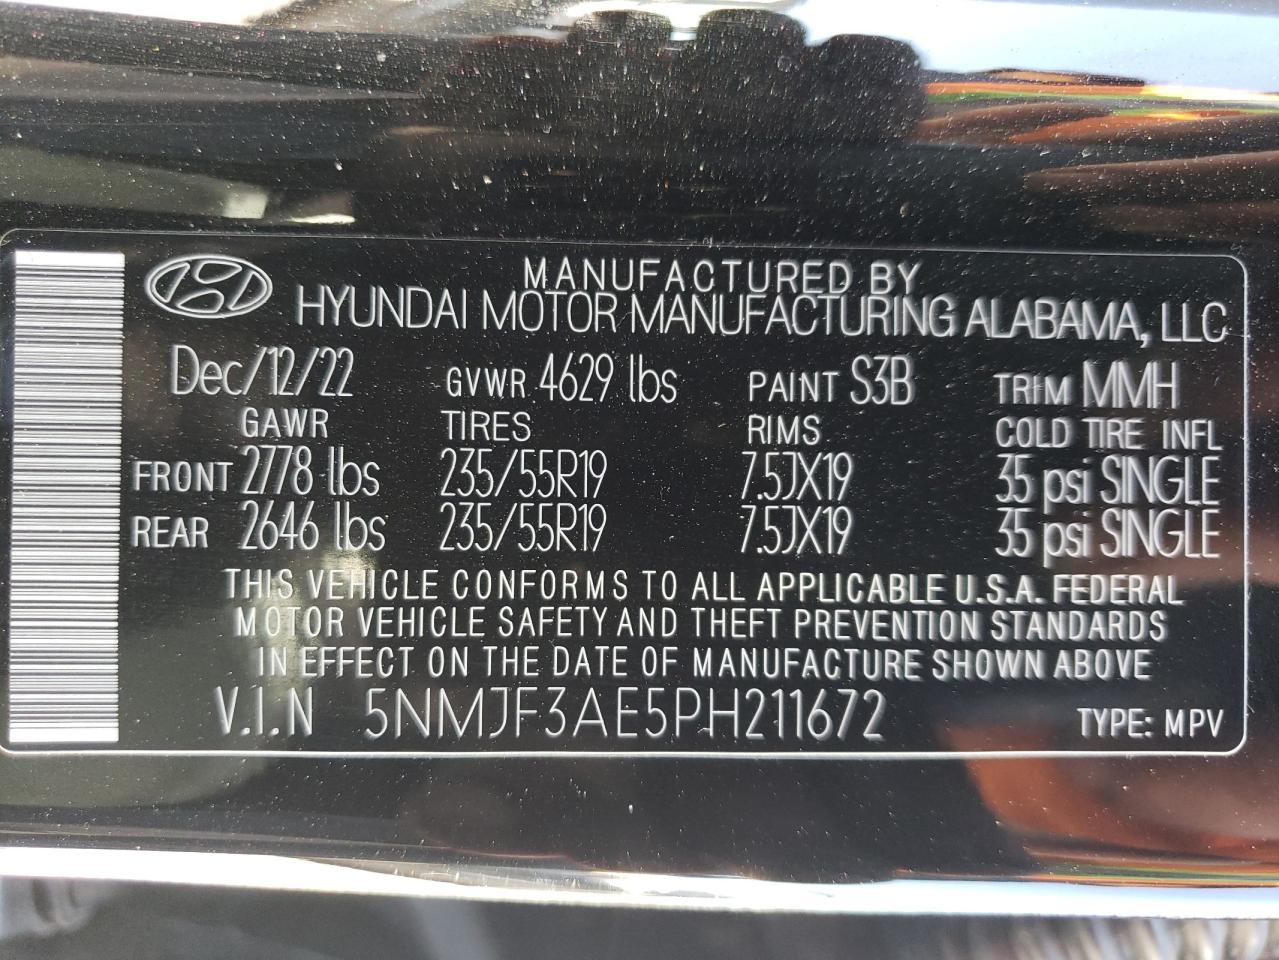 MANUFACTURED BY
HYUNDAI MOTOR MANUFACTURING ALABAMA, LLC
Dec/12/22 GVWR 4629 lbs PAINT S3B TRIM MMH
GAWR TIRES RIMS COLD TIRE INFL
FRONT 2778 lbs 235/55R19 7.5JX19 35 psi SINGLE
REAR 2646 lbs 235/55R19 7.5JX19 35 psi SINGLE
THIS VEHICLE CONFORMS TO ALL APPLICABLE U.S.A. FEDERAL
MOTOR VEHICLE SAFETY AND THEFT PREVENTION STANDARDS
IN EFFECT ON THE DATE OF MANUFACTURE SHOWN ABOVE
V.I.N 5NMJF3AE5PH211672 TYPE: MPV